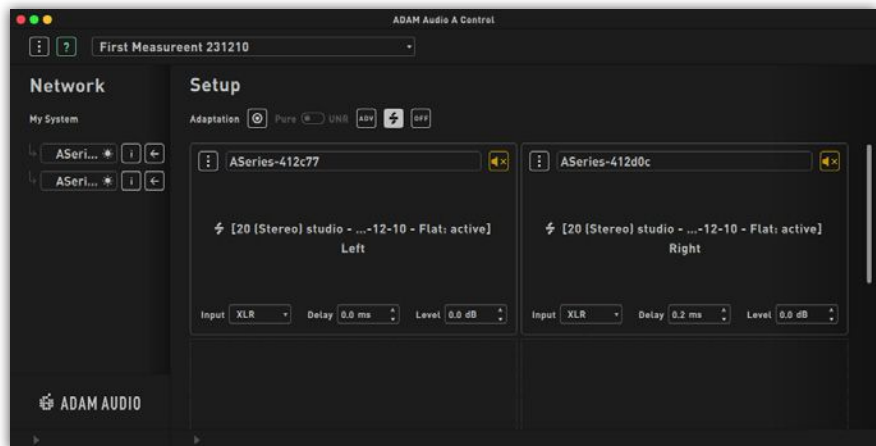 ADAM Audio A Control
? First Measureent 231210
Network
My System
ASeri... i
ASeri... i
Setup
Adaptation Pure UNR ADV OFF
ASeries-412c77
[20 (Stereo) studio - ...-12-10 - Flat: active]
Left
Input XLR Delay 0.0 ms Level 0.0 dB
ASeries-412d0c
[20 (Stereo) studio - ...-12-10 - Flat: active]
Right
Input XLR Delay 0.2 ms Level 0.0 dB
ADAM AUDIO